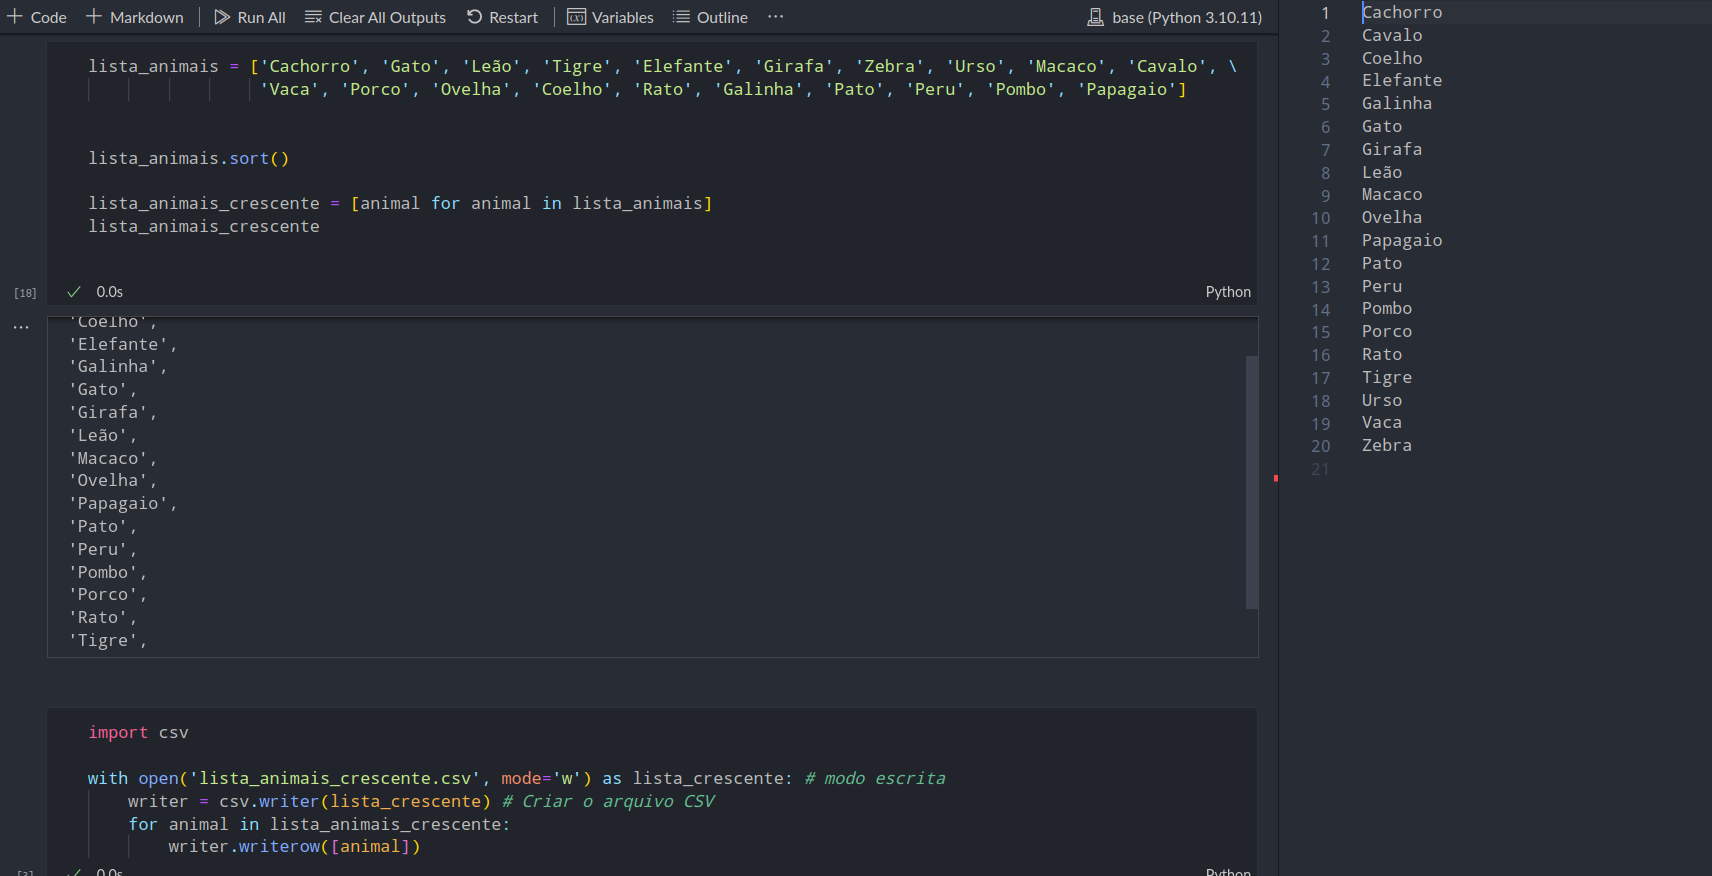 Code Markdown Run All Clear All Outputs Restart Variables Outline ··· base (Python 3.10.11)
lista_animais = ['Cachorro', 'Gato', 'Leão', 'Tigre', 'Elefante', 'Girafa', 'Zebra', 'Urso', 'Macaco', 'Cavalo', \
'Vaca', 'Porco', 'Ovelha', 'Coelho', 'Rato', 'Galinha', 'Pato', 'Peru', 'Pombo', 'Papagaio']
lista_animais.sort()
lista_animais_crescente = [animal for animal in lista_animais]
lista_animais_crescente
[18] 0.0s Python
'Coelho',
'Elefante',
'Galinha',
'Gato',
'Girafa',
'Leão',
'Macaco',
'Ovelha',
'Papagaio',
'Pato',
'Peru',
'Pombo',
'Porco',
'Rato',
'Tigre',
import csv
with open('lista_animais_crescente.csv', mode='w') as lista_crescente: # modo escrita
writer = csv.writer(lista_crescente) # Criar o arquivo CSV
for animal in lista_animais_crescente:
writer.writerow([animal])
[3] 0.0s Python
1 Cachorro
2 Cavalo
3 Coelho
4 Elefante
5 Galinha
6 Gato
7 Girafa
8 Leão
9 Macaco
10 Ovelha
11 Papagaio
12 Pato
13 Peru
14 Pombo
15 Porco
16 Rato
17 Tigre
18 Urso
19 Vaca
20 Zebra
21